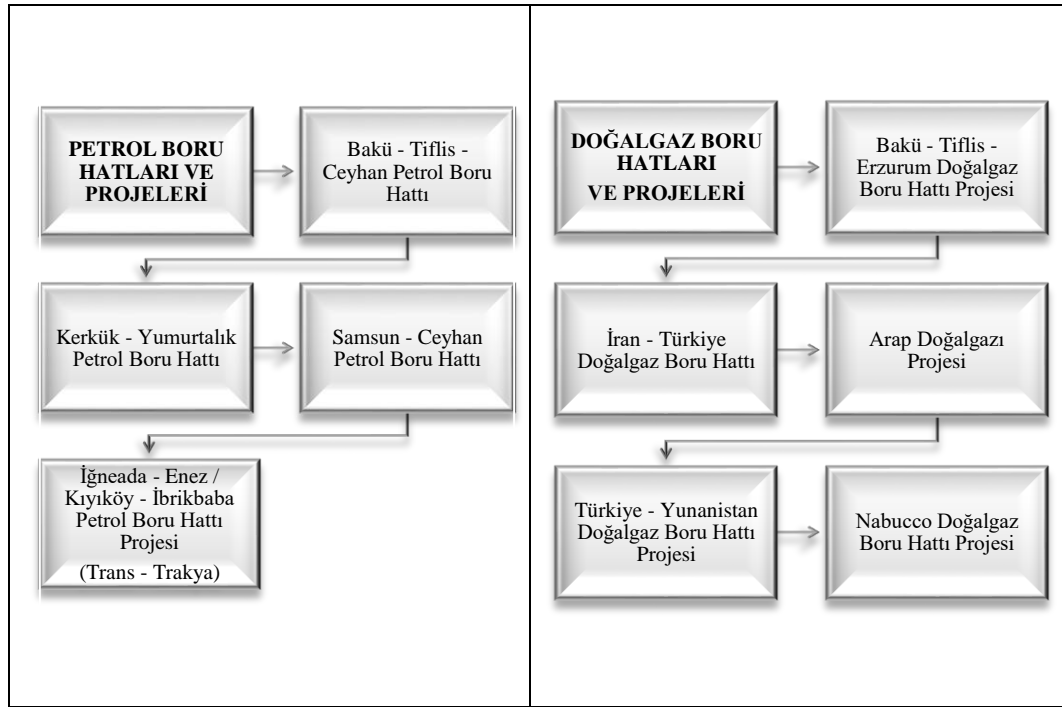 PETROL BORU
HATLARI VE
PROJELERİ
Bakü - Tiflis -
Ceyhan Petrol Boru
Hattı
Kerkük - Yumurtalık
Petrol Boru Hattı
Samsun - Ceyhan
Petrol Boru Hattı
İğneada - Enez /
Kıyıköy - İbrikbaba
Petrol Boru Hattı
Projesi
(Trans - Trakya)
DOĞALGAZ BORU
HATLARI
VE PROJELERİ
Bakü - Tiflis -
Erzurum Doğalgaz
Boru Hattı Projesi
İran - Türkiye
Doğalgaz Boru Hattı
Arap Doğalgazı
Projesi
Türkiye - Yunanistan
Doğalgaz Boru Hattı
Projesi
Nabucco Doğalgaz
Boru Hattı Projesi